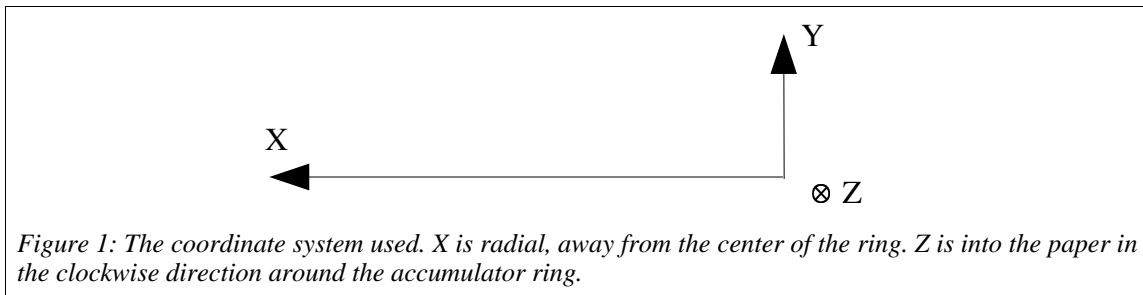 Y
X
⊗ Z
Figure 1: The coordinate system used. X is radial, away from the center of the ring. Z is into the paper in
the clockwise direction around the accumulator ring.